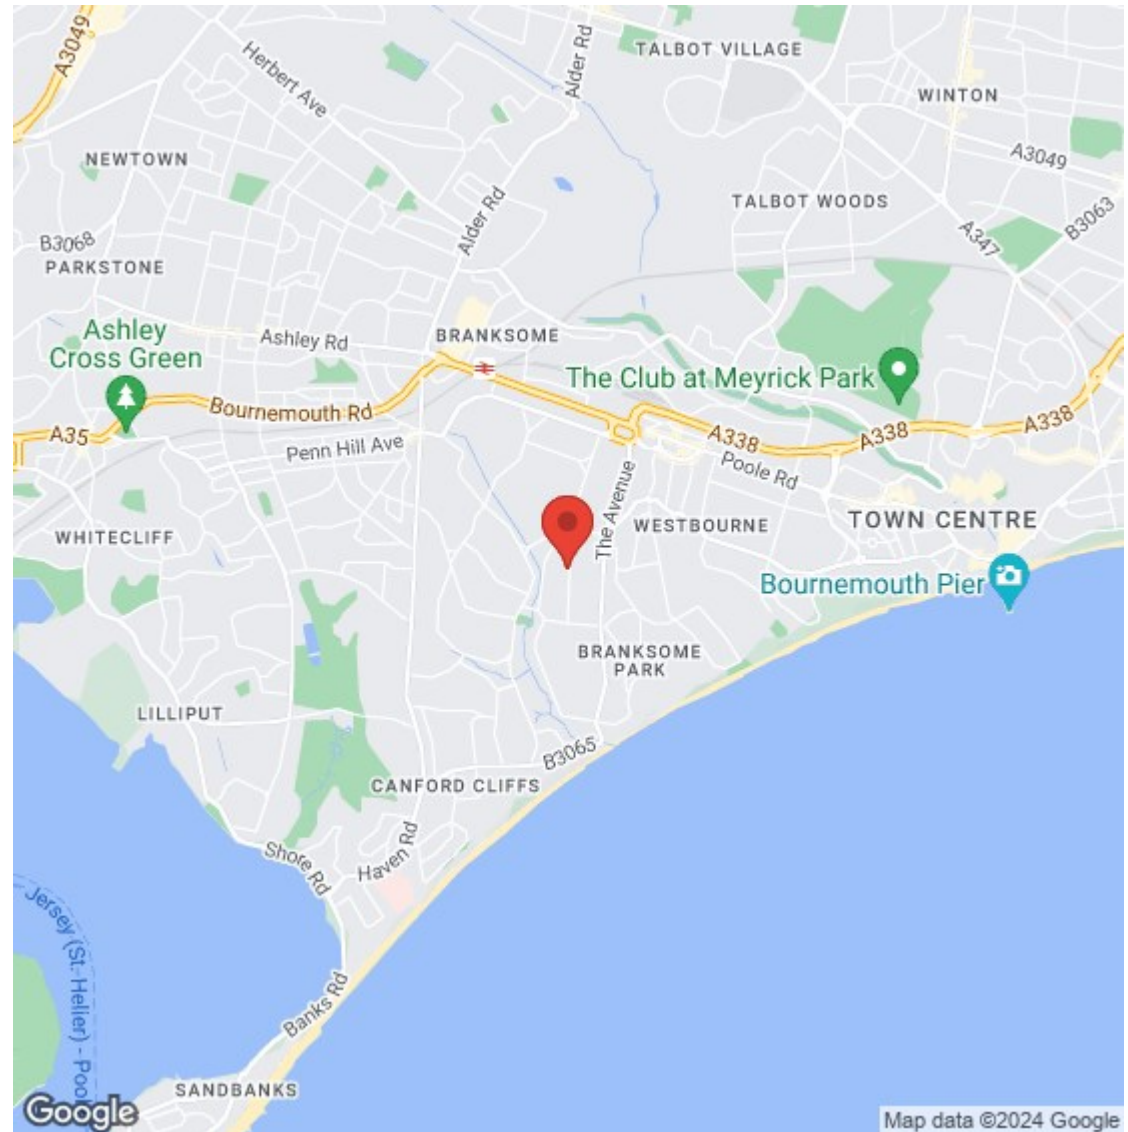 A3049
Herbert Ave
Alder Rd
TALBOT VILLAGE
WINTON
A3049
NEWTOWN
Alder Rd
TALBOT WOODS
B3063
A347
B3068
PARKSTONE
Ashley
Cross Green
Ashley Rd
BRANKSOME
The Club at Meyrick Park
Bournemouth Rd
A35
Penn Hill Ave
A338
A338
A338
Poole Rd
The Avenue
WESTBOURNE
TOWN CENTRE
WHITECLIFF
Bournemouth Pier
BRANKSOME
PARK
LILLIPUT
B3065
CANFORD CLIFFS
Shore Rd
Haven Rd
Jersey (St. Helier) - Pool
Banks Rd
SANDBANKS
Google
Map data ©2024 Google